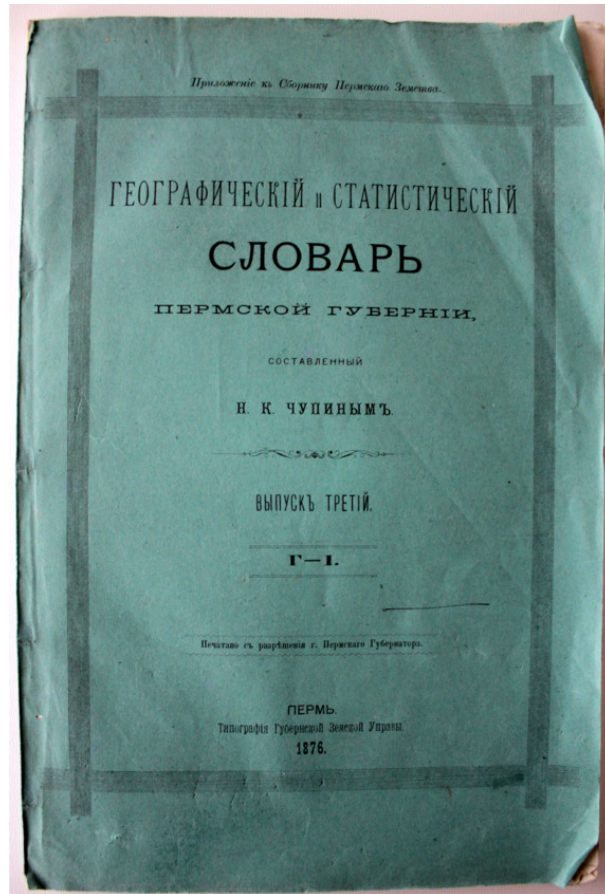 Приложеніе къ Сборнику Пермскаго Земства.
ГЕОГРАФИЧЕСКІЙ и СТАТИСТИЧЕСКІЙ
СЛОВАРЬ
ПЕРМСКОЙ ГУБЕРНІИ,
СОСТАВЛЕННЫЙ
Н. К. ЧУПИНЫМЪ.
ВЫПУСКЪ ТРЕТІЙ.
Г—І.
Печатано съ разрѣшенія г. Пермскаго Губернатора.
ПЕРМЬ.
Типографія Губернской Земской Управы.
1876.